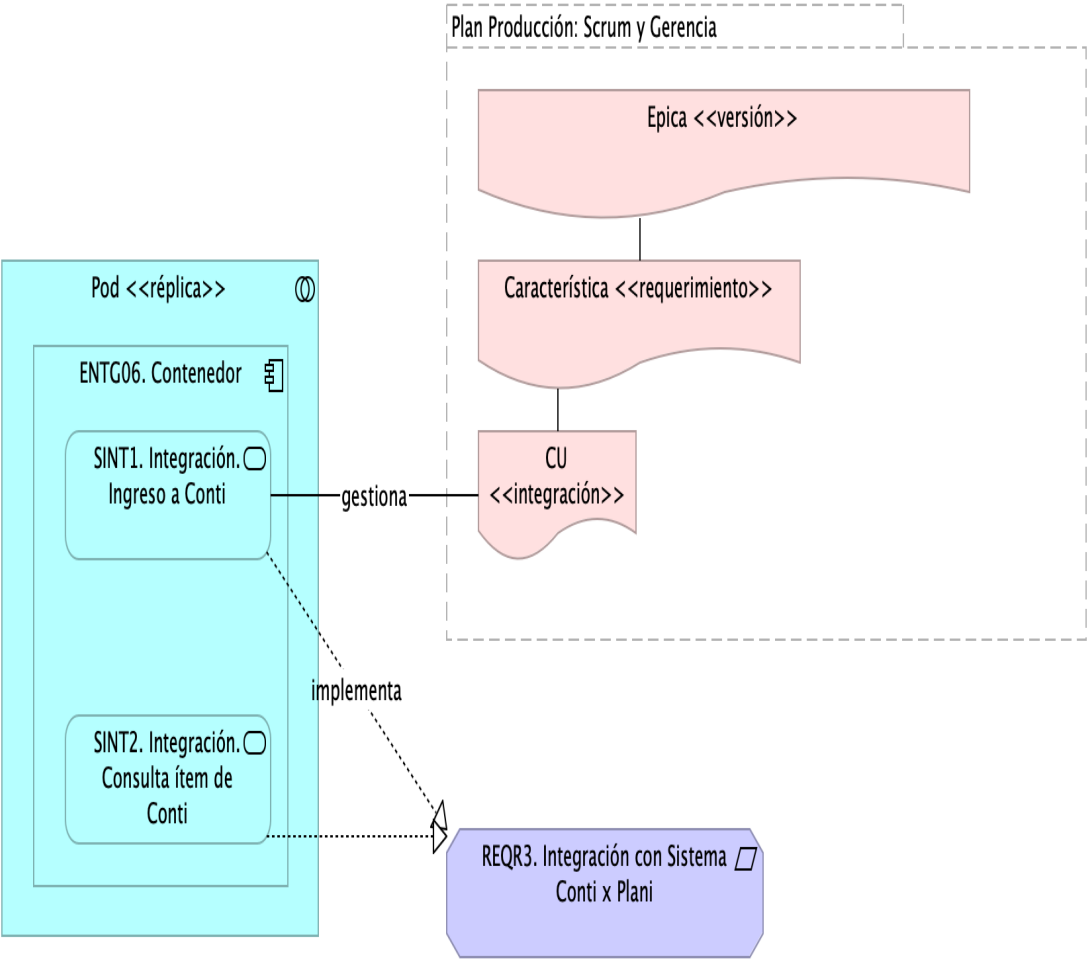 Plan Producción: Scrum y Gerencia
Epica <<versión>>
Pod <<réplica>>
Característica <<requerimiento>>
ENTG06. Contenedor
SINT1. Integración.
Ingreso a Conti
gestiona
CU
<<integración>>
implementa
SINT2. Integración.
Consulta ítem de
Conti
REQR3. Integración con Sistema
Conti x Plani